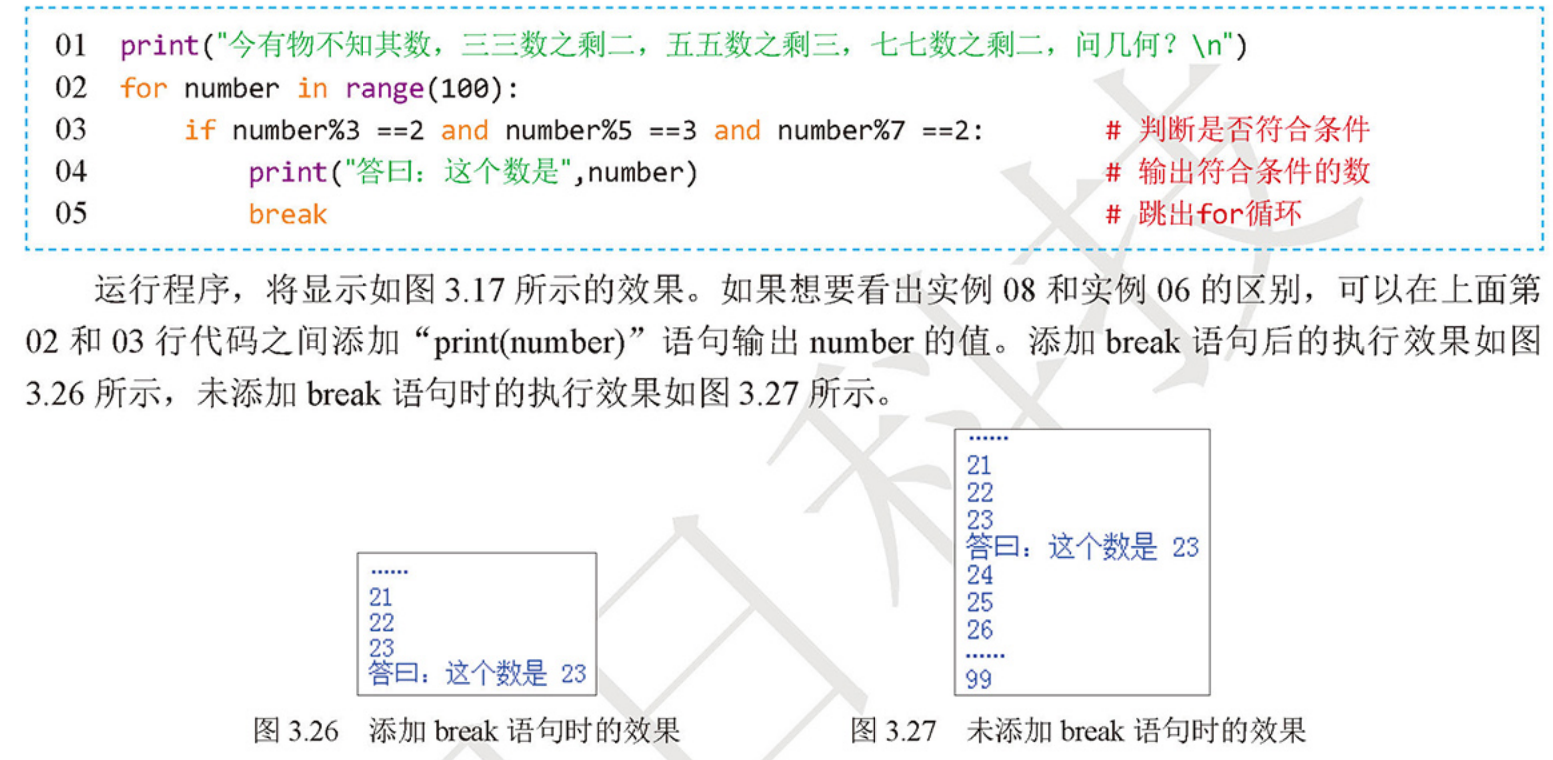 01 print("今有物不知其数，三三数之剩二，五五数之剩三，七七数之剩二，问几何？\n")
02 for number in range(100):
03 if number%3 ==2 and number%5 ==3 and number%7 ==2: # 判断是否符合条件
04 print("答曰：这个数是",number) # 输出符合条件的数
05 break # 跳出for循环
运行程序，将显示如图 3.17 所示的效果。如果想要看出实例 08 和实例 06 的区别，可以在上面第
02 和 03 行代码之间添加“print(number)”语句输出 number 的值。添加 break 语句后的执行效果如图
3.26 所示，未添加 break 语句时的执行效果如图 3.27 所示。
……
21
22
23
答曰：这个数是 23
图 3.26 添加 break 语句时的效果
……
21
22
23
答曰：这个数是 23
24
25
26
……
99
图 3.27 未添加 break 语句时的效果
日科技